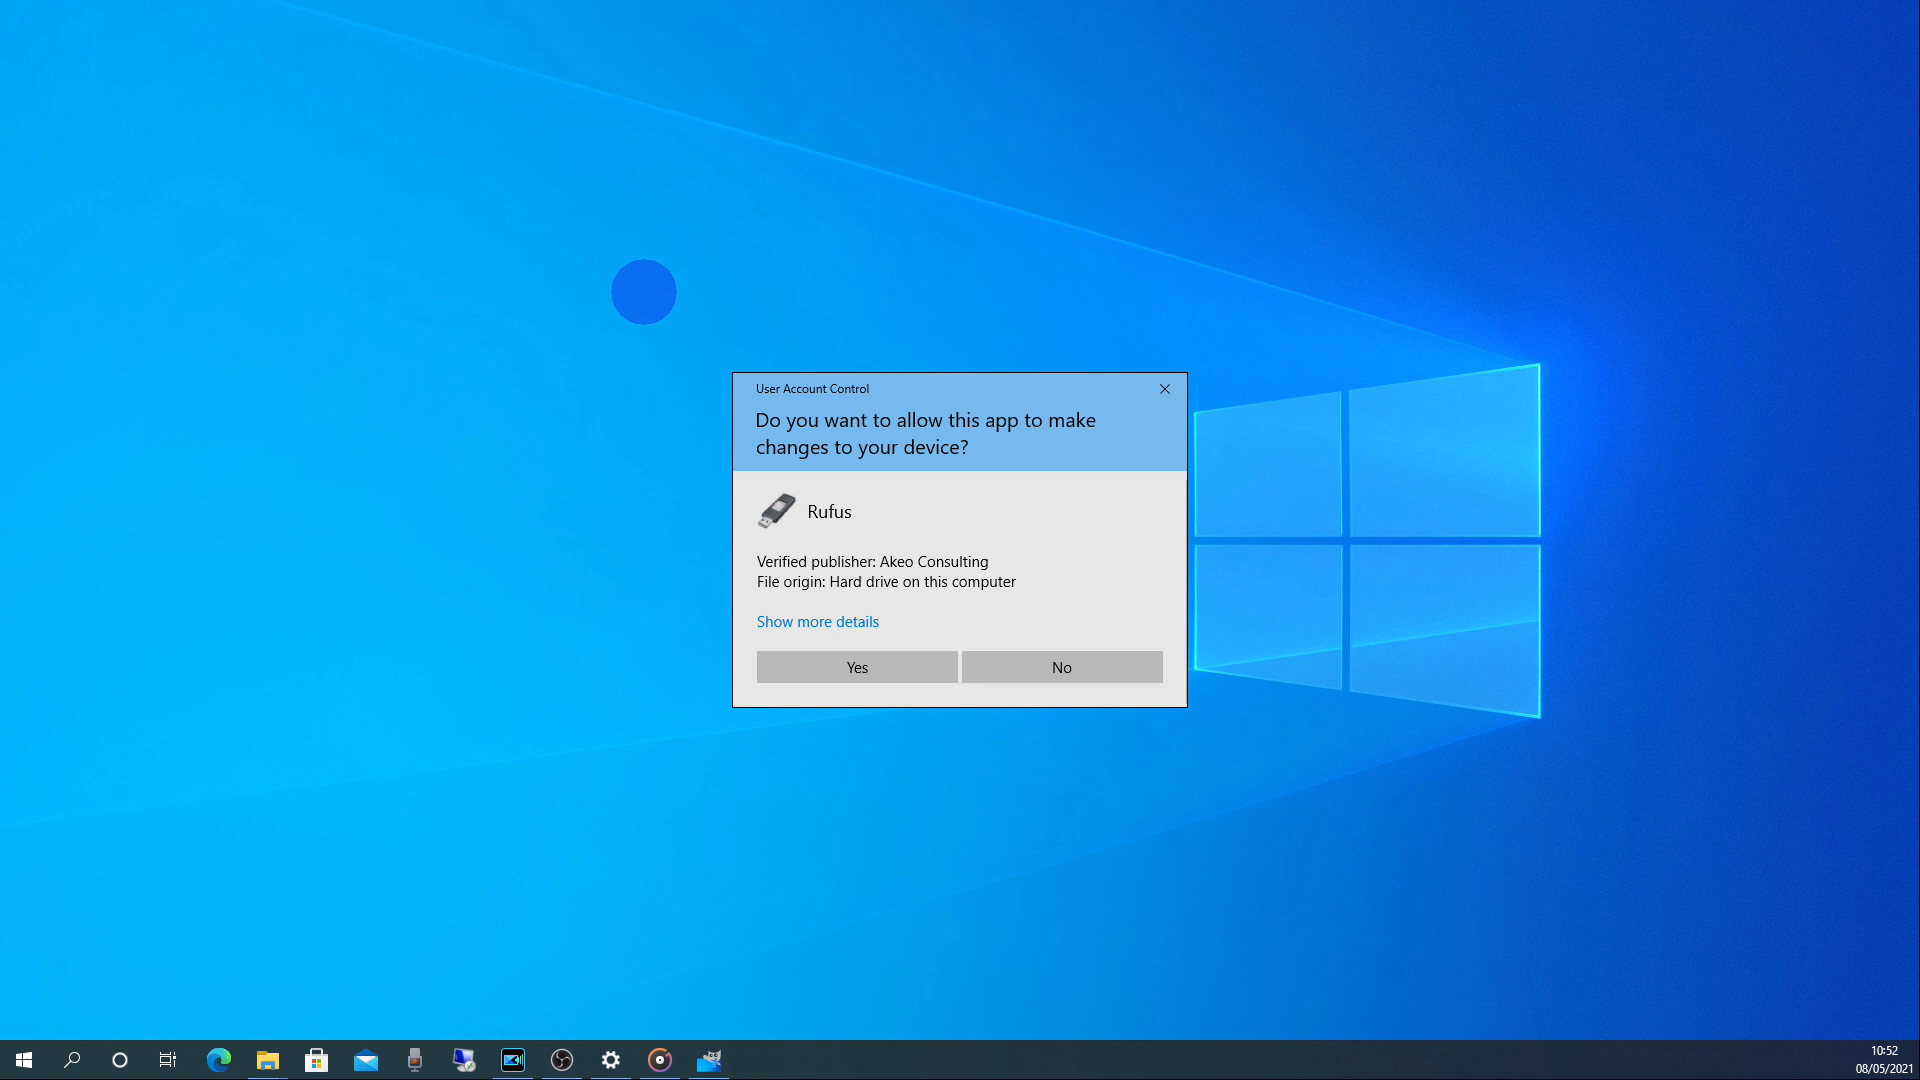 User Account Control
Do you want to allow this app to make
changes to your device?
Rufus
Verified publisher: Akeo Consulting
File origin: Hard drive on this computer
Show more details
Yes
No
10:52
08/05/2021